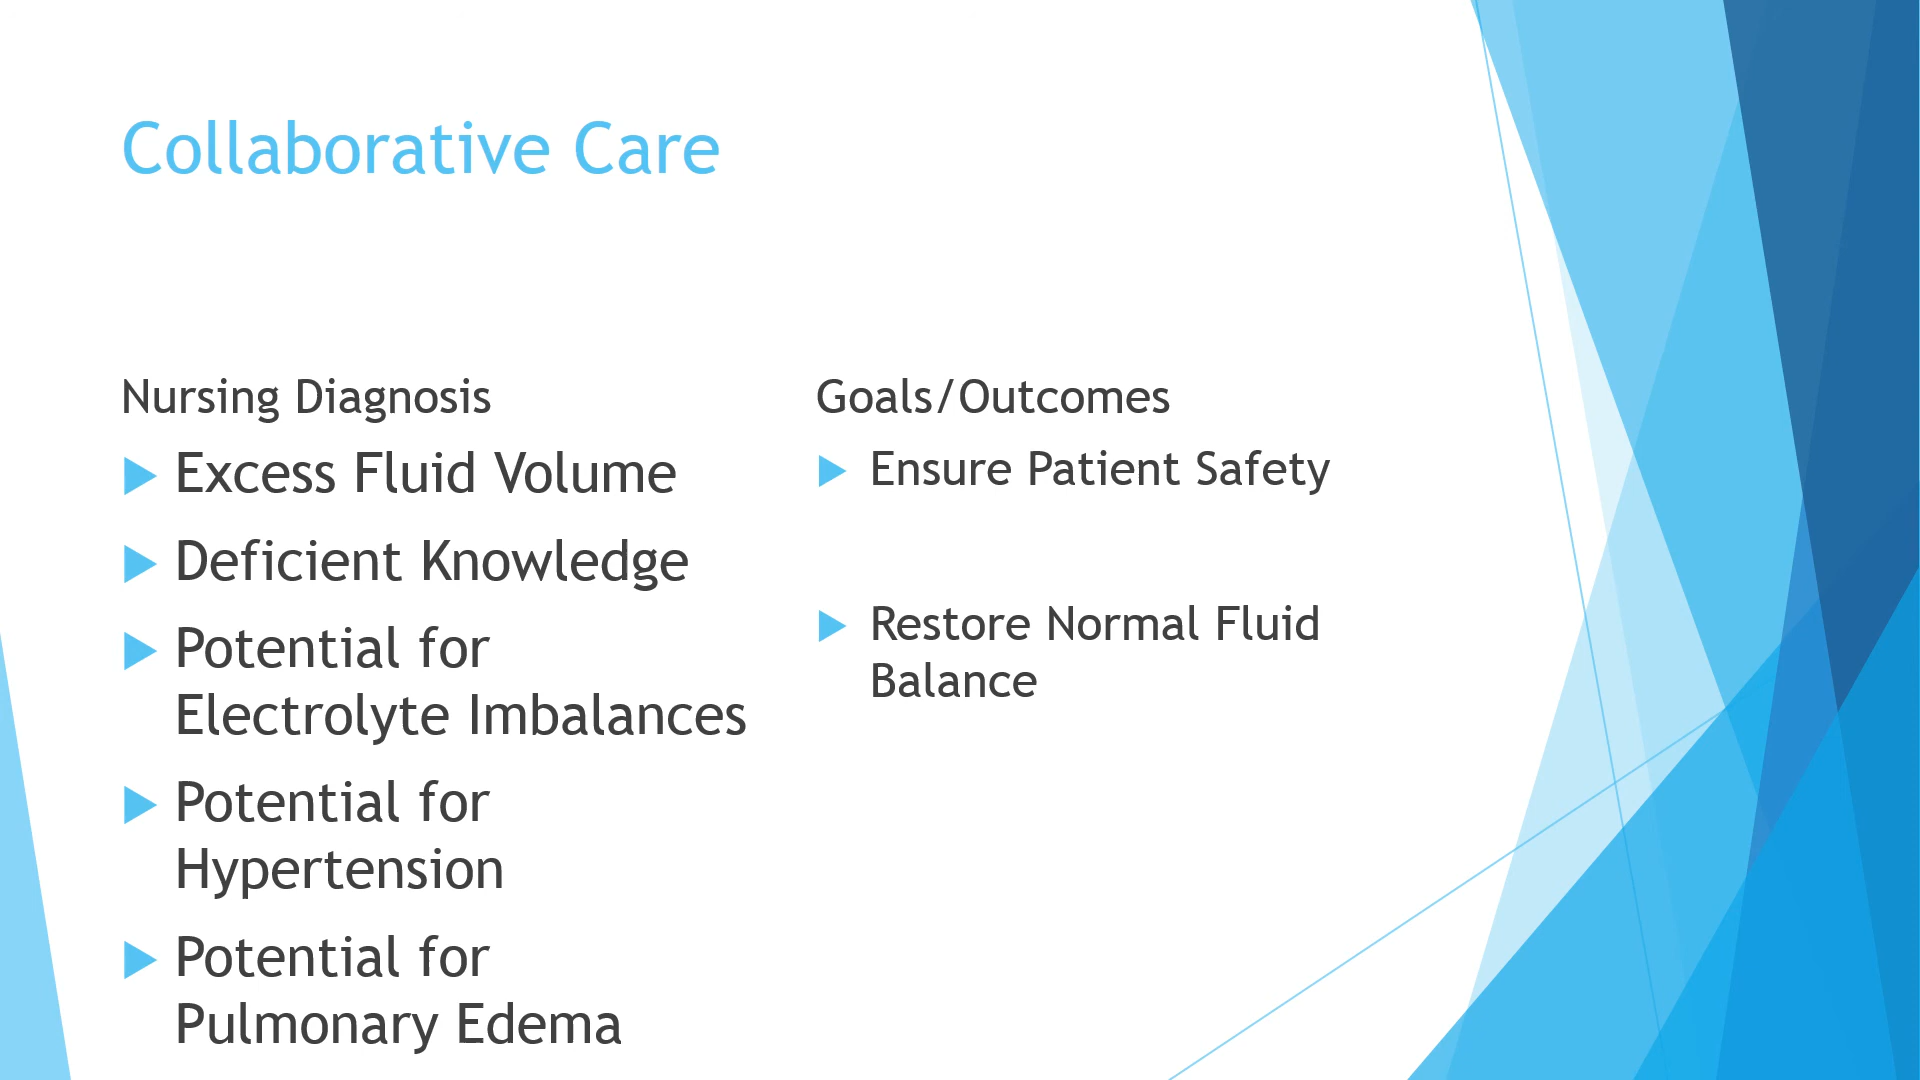 Collaborative Care
Nursing Diagnosis
Excess Fluid Volume
Deficient Knowledge
Potential for
Electrolyte Imbalances
Potential for
Hypertension
Potential for
Pulmonary Edema
Goals/Outcomes
Ensure Patient Safety
Restore Normal Fluid
Balance